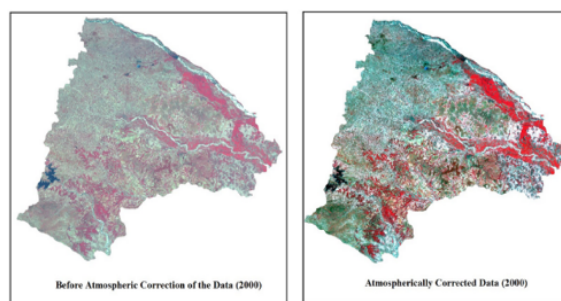 Before Atmospheric Correction of the Data (2000)
Atmospherically Corrected Data (2000)